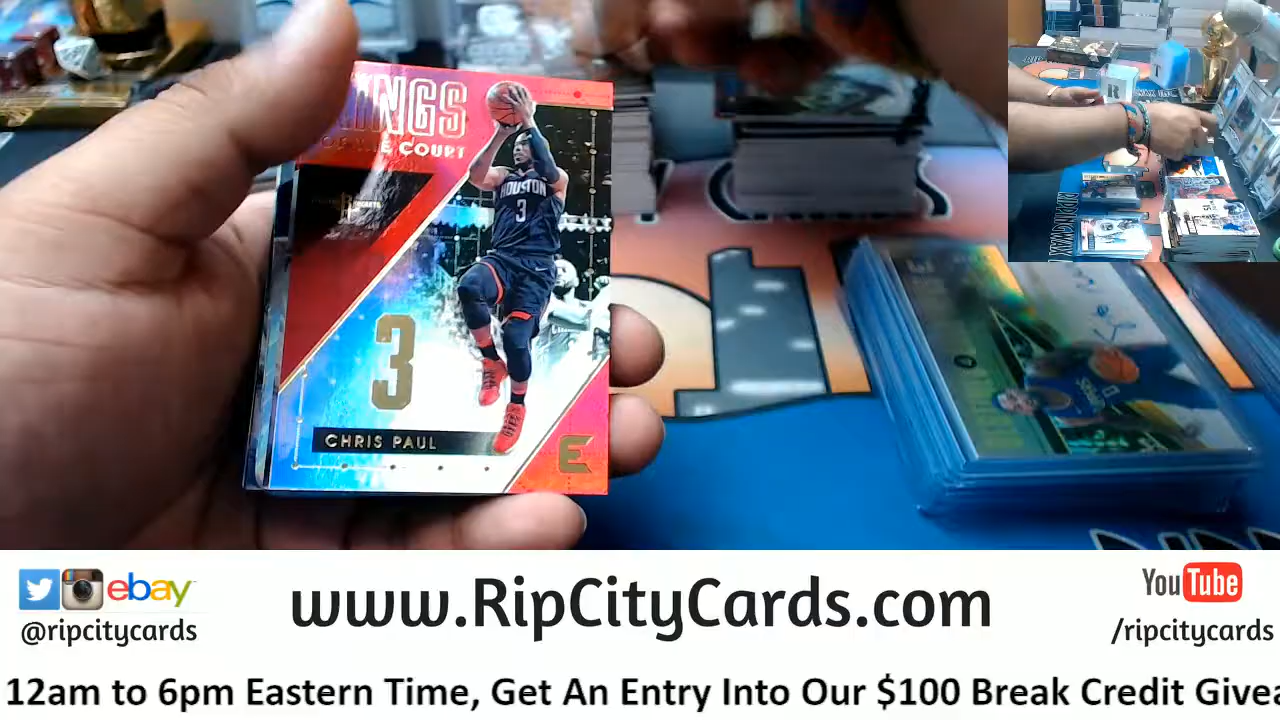 KINGS
OF THE COURT
HOUSTON
3
3
CHRIS PAUL
E
ebay
@ripcitycards
www.RipCityCards.com
YouTube
/ripcitycards
12am to 6pm Eastern Time, Get An Entry Into Our $100 Break Credit Givea